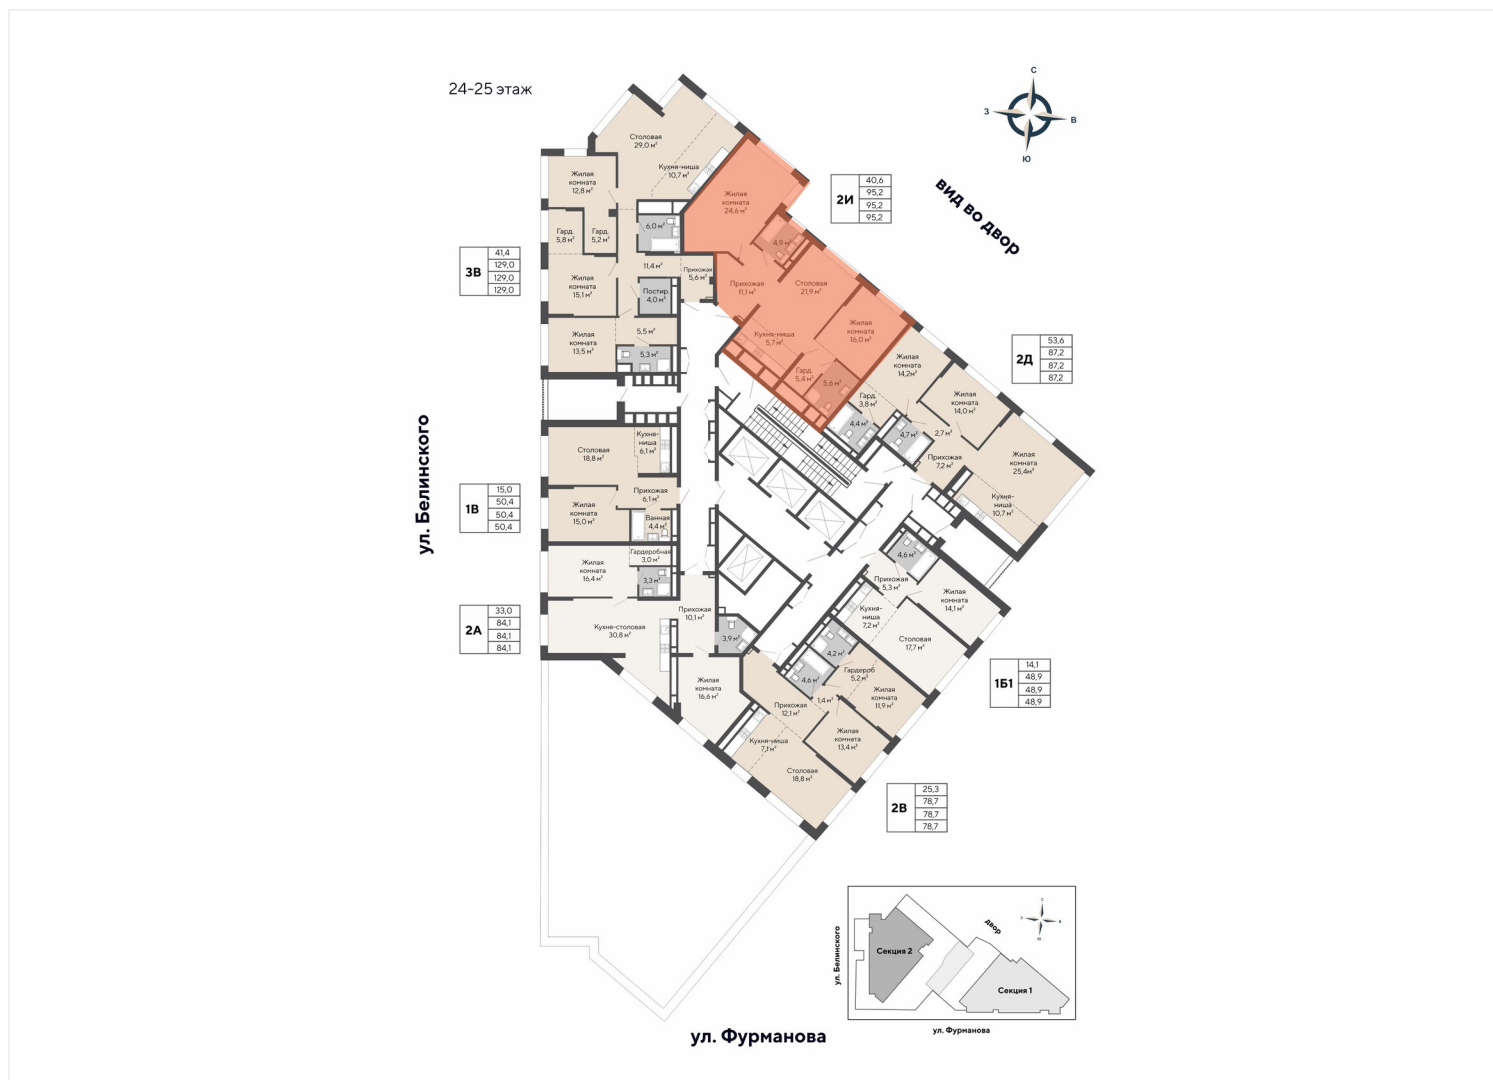 24-25 этаж
С
З
В
Ю
вид во двор
ул. Белинского
ул. Фурманова
2И
40,6
95,2
95,2
95,2
3В
41,4
129,0
129,0
129,0
2Д
53,6
87,2
87,2
87,2
1В
15,0
50,4
50,4
50,4
2А
33,0
84,1
84,1
84,1
1Б1
14,1
48,9
48,9
48,9
2В
25,3
78,7
78,7
78,7
Столовая
29,0 м²
Кухня-ниша
10,7 м²
Жилая
комната
12,8 м²
Гард.
5,8 м²
Гард.
5,2 м²
6,0 м²
11,4 м²
Прихожая
5,6 м²
Жилая
комната
15,1 м²
Постир.
4,0 м²
5,5 м²
Жилая
комната
13,5 м²
5,3 м²
Жилая
комната
24,6 м²
4,9 м²
Прихожая
11,1 м²
Столовая
21,9 м²
Кухня-ниша
5,7 м²
Жилая
комната
16,0 м²
Гард.
5,4 м²
5,6 м²
Жилая
комната
14,2м²
Гард.
3,8 м²
4,4 м²
4,7 м²
2,7 м²
Жилая
комната
14,0 м²
Прихожая
7,2 м²
Жилая
комната
25,4м²
Кухня-
ниша
10,7 м²
Столовая
18,8 м²
Кухня-
ниша
6,1 м²
Прихожая
6,1 м²
Жилая
комната
15,0 м²
Ванная
4,4 м²
Гардеробная
3,0 м²
Жилая
комната
16,4 м²
3,3 м²
Кухня-столовая
30,8 м²
Прихожая
10,1 м²
3,9 м²
Жилая
комната
16,6 м²
4,6 м²
Прихожая
5,3 м²
Жилая
комната
14,1 м²
Кухня-
ниша
7,2 м²
Столовая
17,7 м²
4,2 м²
4,6 м²
Гардероб
5,2 м²
1,4 м²
Жилая
комната
11,9 м²
Прихожая
12,1 м²
Жилая
комната
13,4 м²
Кухня-ниша
7,1 м²
Столовая
18,8 м²
ул. Белинского
Секция 2
двор
Секция 1
ул. Фурманова